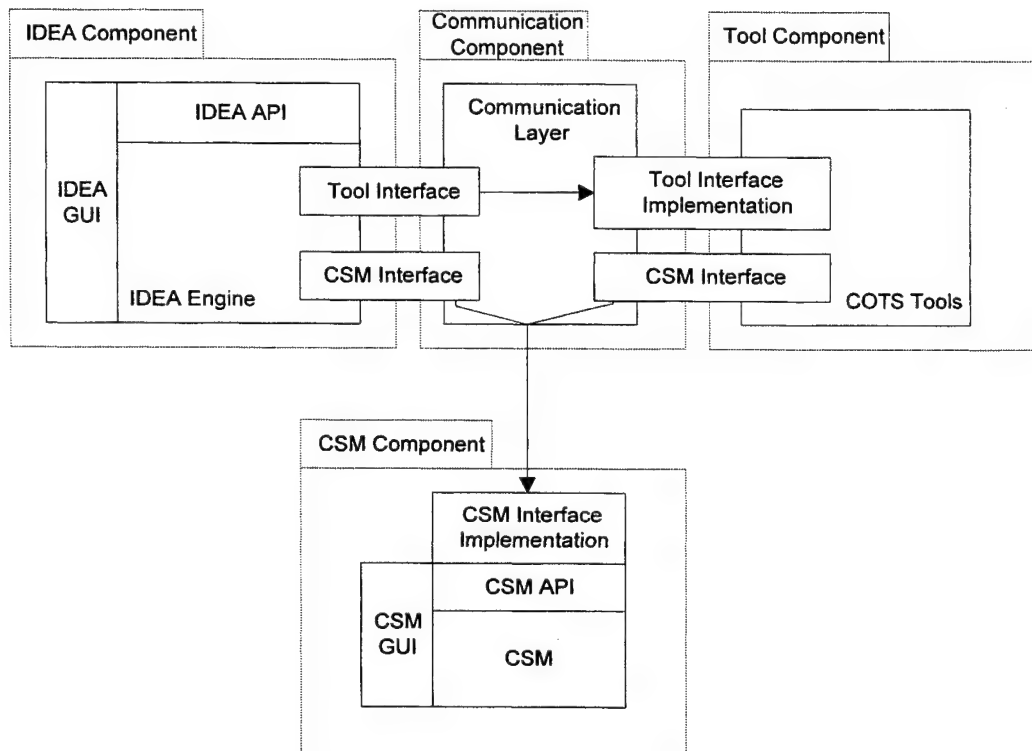 IDEA Component
Communication
Component
Tool Component
IDEA API
IDEA
GUI
IDEA Engine
Tool Interface
CSM Interface
Communication
Layer
Tool Interface
Implementation
CSM Interface
COTS Tools
CSM Component
CSM Interface
Implementation
CSM API
CSM
GUI
CSM